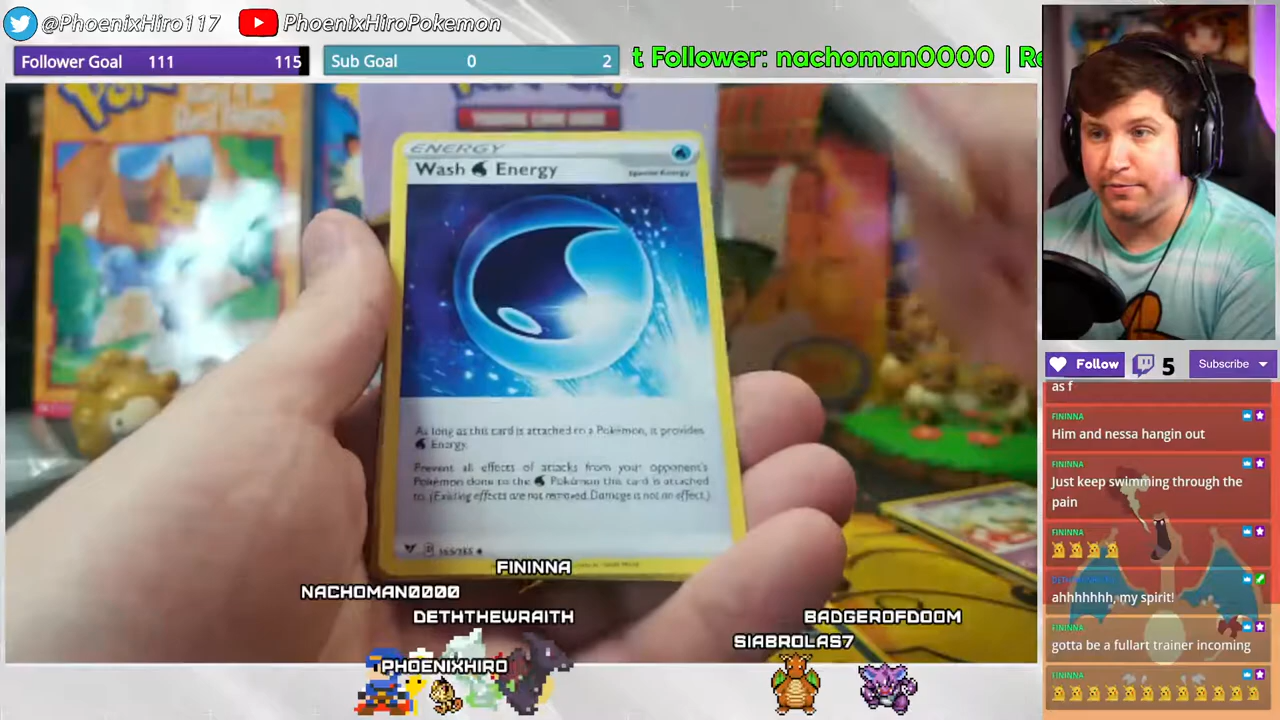 @PhoenixHiro117
PhoenixHiroPokemon
Follower Goal 111 115
Sub Goal 0 2
t Follower: nachoman0000 | Re
ENERGY
Wash Energy
Special Energy
As long as this card is attached to a Pokémon, it provides
Energy.
Prevent all effects of attacks from your opponent's
Pokémon done to the Pokémon this card is attached
to. (Existing effects are not removed. Damage is not an effect.)
165/185
FININNA
NACHOMAN0000
DETHTHEWRAITH
PHOENIXHIRO
BADGEROFDOOM
SIABROLAS7
Follow
5
Subscribe
as f
FININNA
Him and nessa hangin out
FININNA
Just keep swimming through the
pain
FININNA
ahhhhhhh, my spirit!
FININNA
gotta be a fullart trainer incoming
FININNA